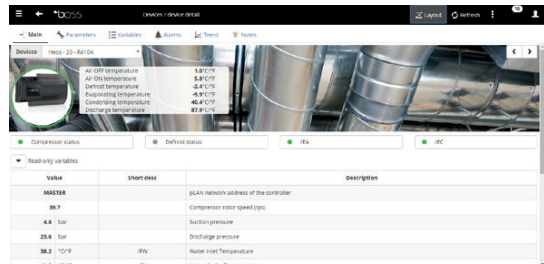 boss
Devices / device detail
Layout
Refresh
Main
Parameters
Variables
Alarms
Trend
Notes
Devices
Heos - 20 - R410A
Air OFF temperature 1.0°C/°F
Air ON temperature 5.8°C/°F
Defrost temperature -2.4°C/°F
Evaporating temperature -9.9°C/°F
Condensing temperature 40.4°C/°F
Discharge temperature 87.9°C/°F
Compressor status
Defrost status
/EA
/EC
Read-only variables
Value Short desc Description
MASTER pLAN network address of the controller
39.7 Compressor rotor speed (rps)
4.8 bar Suction pressure
23.6 bar Discharge pressure
38.2 °C/°F /FW Water Inlet Temperature